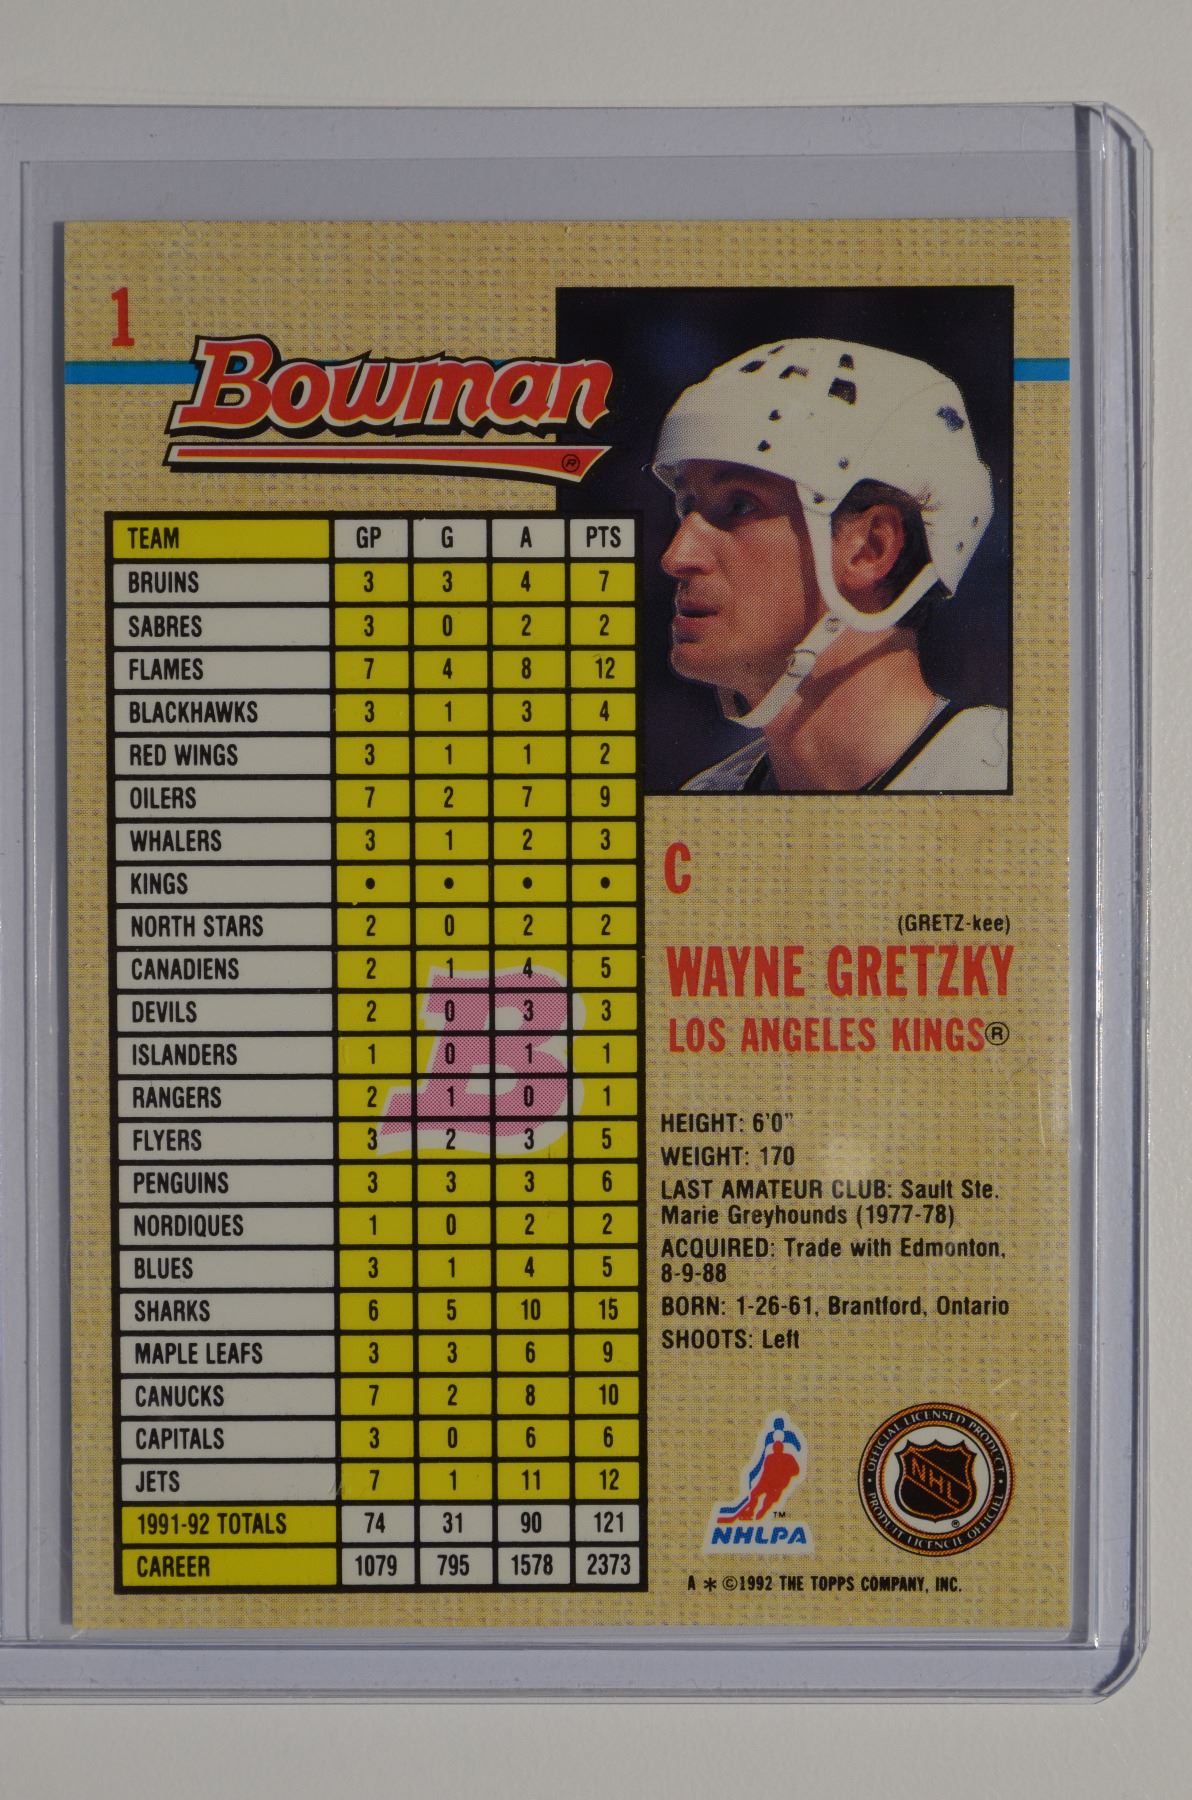 1
Bowman
®
TEAM GP G A PTS
BRUINS 3 3 4 7
SABRES 3 0 2 2
FLAMES 7 4 8 12
BLACKHAWKS 3 1 3 4
RED WINGS 3 1 1 2
OILERS 7 2 7 9
WHALERS 3 1 2 3
KINGS • • • •
NORTH STARS 2 0 2 2
CANADIENS 2 1 4 5
DEVILS 2 0 3 3
ISLANDERS 1 0 1 1
RANGERS 2 1 0 1
FLYERS 3 2 3 5
PENGUINS 3 3 3 6
NORDIQUES 1 0 2 2
BLUES 3 1 4 5
SHARKS 6 5 10 15
MAPLE LEAFS 3 3 6 9
CANUCKS 7 2 8 10
CAPITALS 3 0 6 6
JETS 7 1 11 12
1991-92 TOTALS 74 31 90 121
CAREER 1079 795 1578 2373
B
C
(GRETZ-kee)
WAYNE GRETZKY
LOS ANGELES KINGS®
HEIGHT: 6'0"
WEIGHT: 170
LAST AMATEUR CLUB: Sault Ste.
Marie Greyhounds (1977-78)
ACQUIRED: Trade with Edmonton,
8-9-88
BORN: 1-26-61, Brantford, Ontario
SHOOTS: Left
™
NHLPA
OFFICIAL LICENSED PRODUCT
NHL
®
PRODUIT LICENCIE OFFICIEL
A * ©1992 THE TOPPS COMPANY, INC.